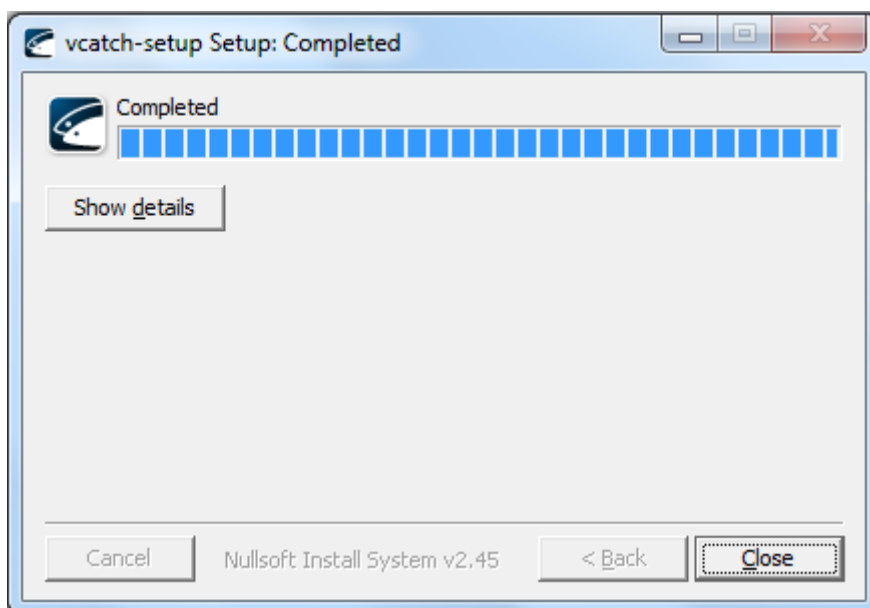 vcatch-setup Setup: Completed
Completed
Show details
Cancel
Nullsoft Install System v2.45
< Back
Close